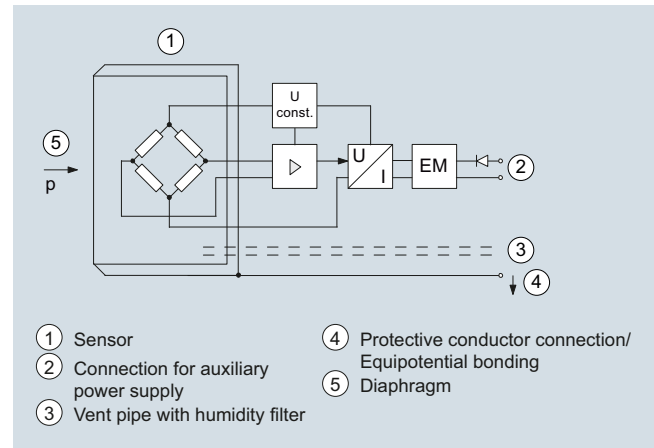 1
U
const.
5
p
U
I
EM
2
3
4
1 Sensor
2 Connection for auxiliary
power supply
3 Vent pipe with humidity filter
4 Protective conductor connection/
Equipotential bonding
5 Diaphragm